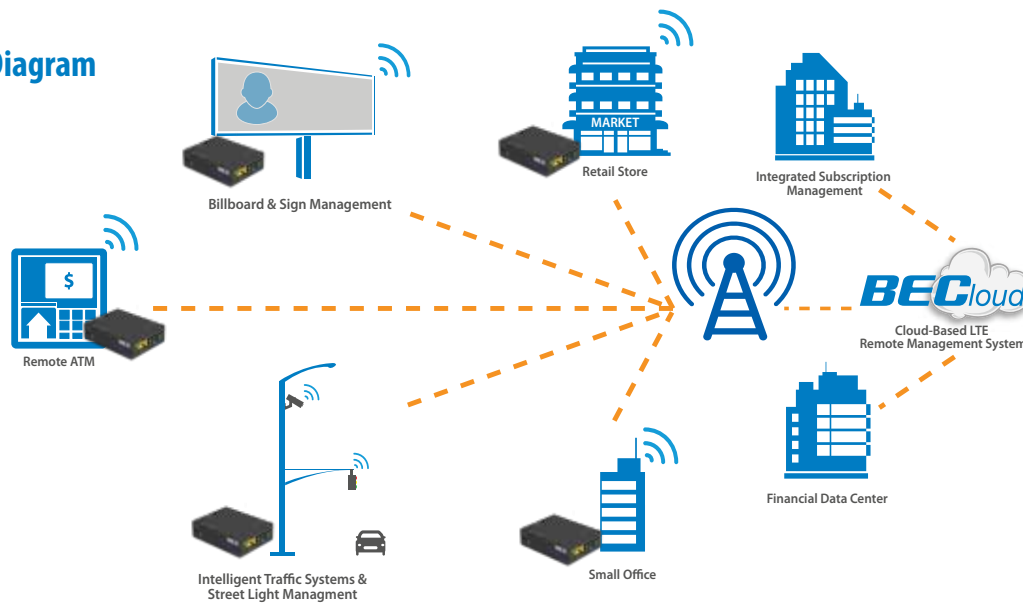 Diagram
MARKET
Retail Store
Billboard & Sign Management
Integrated Subscription
Management
$
Remote ATM
BECloud
Cloud-Based LTE
Remote Management System
Intelligent Traffic Systems &
Street Light Managment
Small Office
Financial Data Center